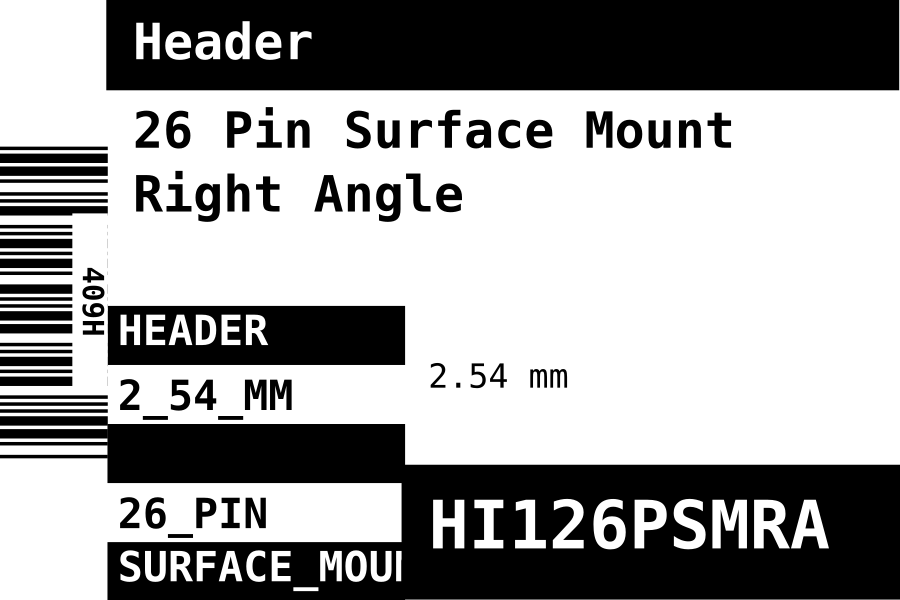 Header
26 Pin Surface Mount
Right Angle
409H
HEADER
2_54_MM
2.54 mm
26_PIN
SURFACE_MOU
HI126PSMRA